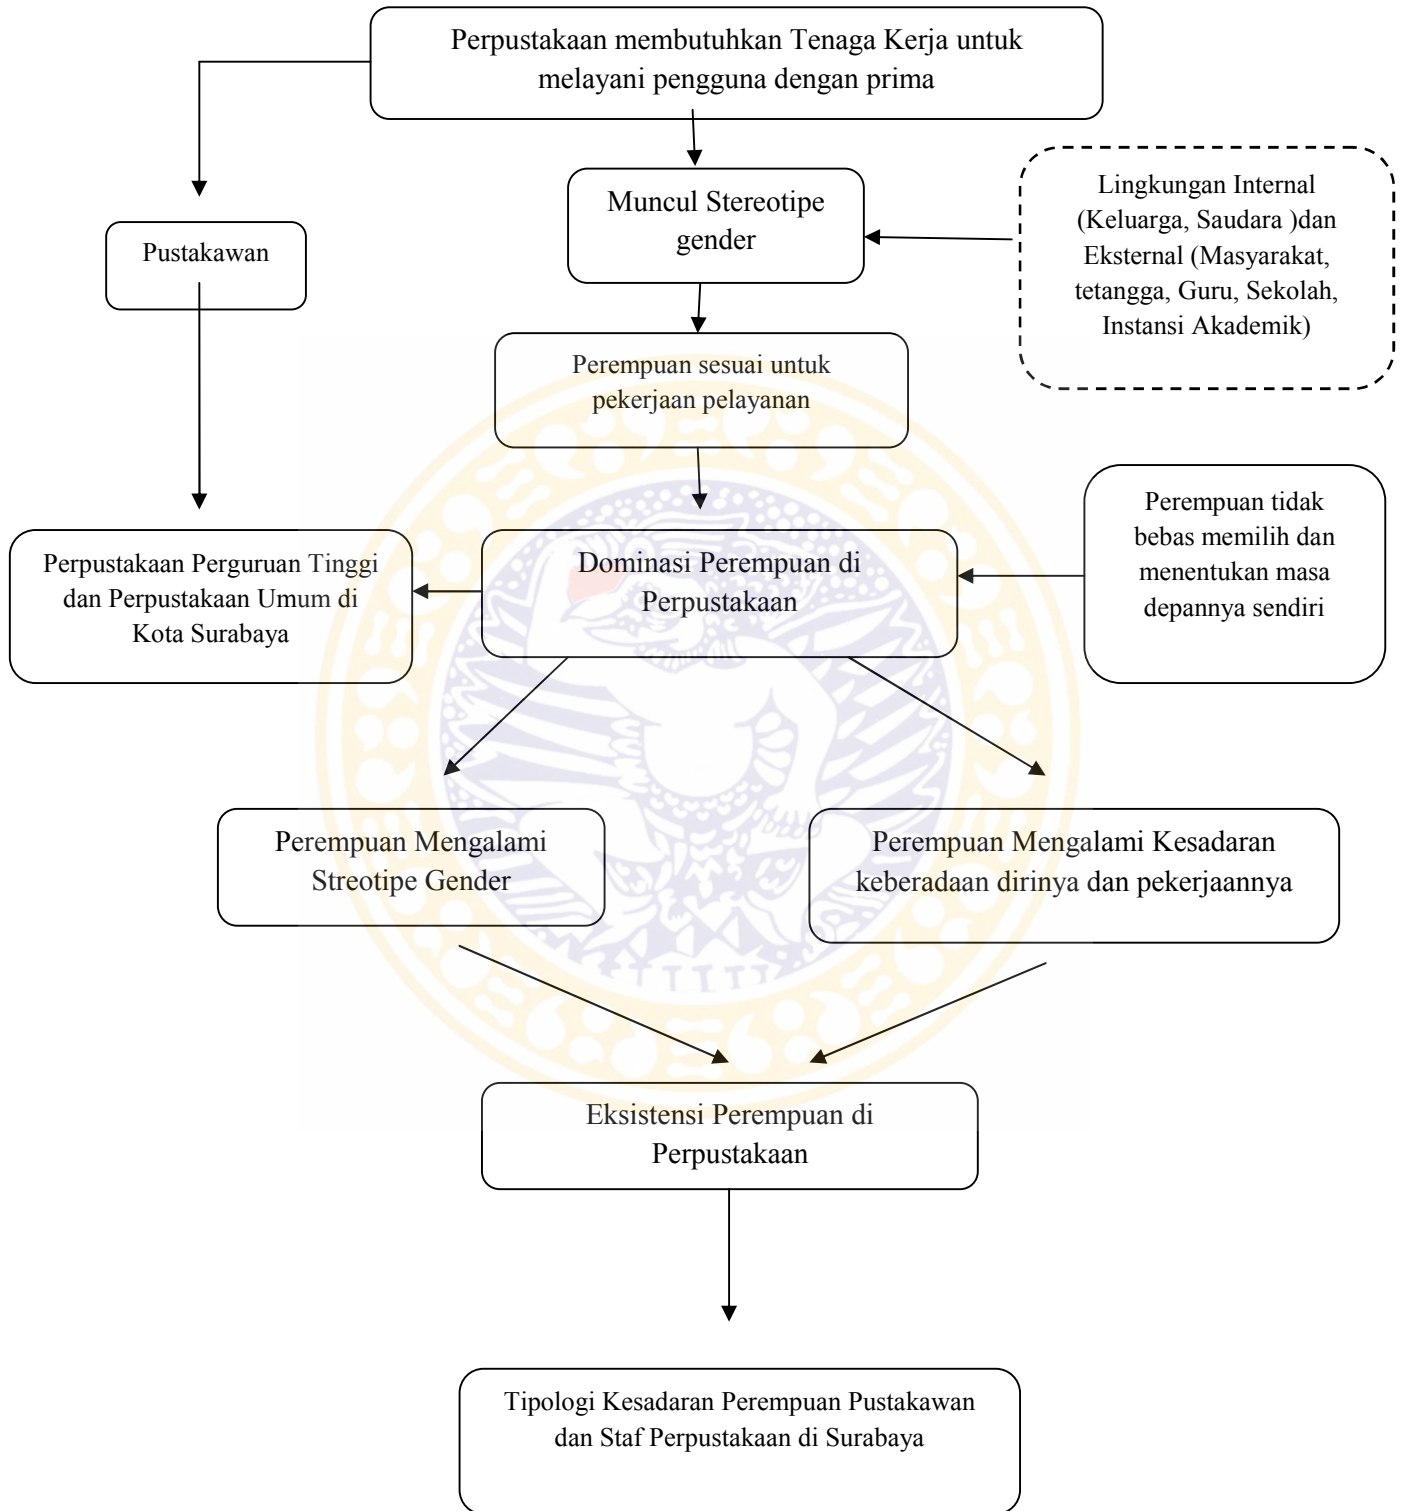 Perpustakaan membutuhkan Tenaga Kerja untuk
melayani pengguna dengan prima
Muncul Stereotipe
gender
Lingkungan Internal
(Keluarga, Saudara )dan
Eksternal (Masyarakat,
tetangga, Guru, Sekolah,
Instansi Akademik)
Pustakawan
Perempuan sesuai untuk
pekerjaan pelayanan
Perpustakaan Perguruan Tinggi
dan Perpustakaan Umum di
Kota Surabaya
Dominasi Perempuan di
Perpustakaan
Perempuan tidak
bebas memilih dan
menentukan masa
depannya sendiri
Perempuan Mengalami
Streotipe Gender
Perempuan Mengalami Kesadaran
keberadaan dirinya dan pekerjaannya
Eksistensi Perempuan di
Perpustakaan
Tipologi Kesadaran Perempuan Pustakawan
dan Staf Perpustakaan di Surabaya